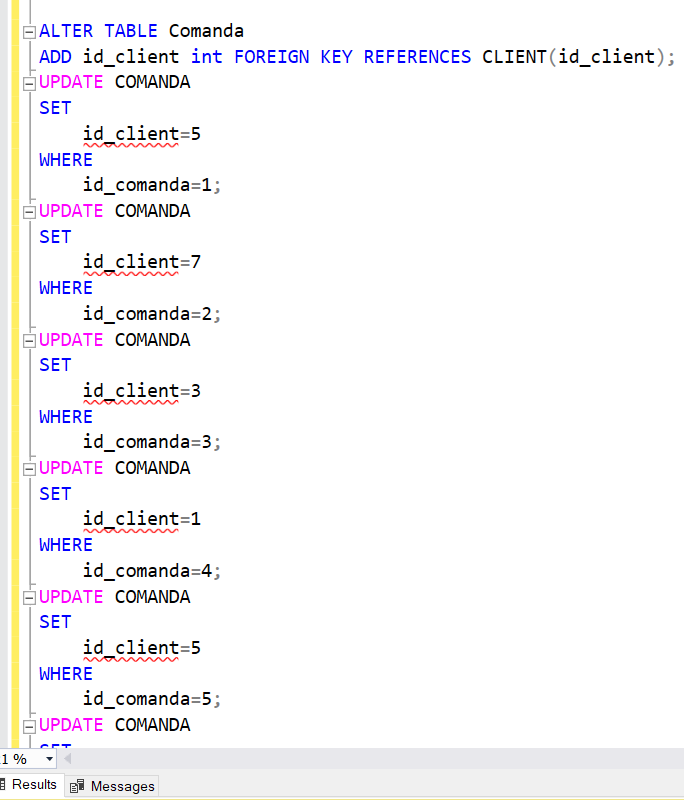 ALTER TABLE Comanda
ADD id_client int FOREIGN KEY REFERENCES CLIENT(id_client);
UPDATE COMANDA
SET
id_client=5
WHERE
id_comanda=1;
UPDATE COMANDA
SET
id_client=7
WHERE
id_comanda=2;
UPDATE COMANDA
SET
id_client=3
WHERE
id_comanda=3;
UPDATE COMANDA
SET
id_client=1
WHERE
id_comanda=4;
UPDATE COMANDA
SET
id_client=5
WHERE
id_comanda=5;
UPDATE COMANDA
SET
1 %
Results Messages